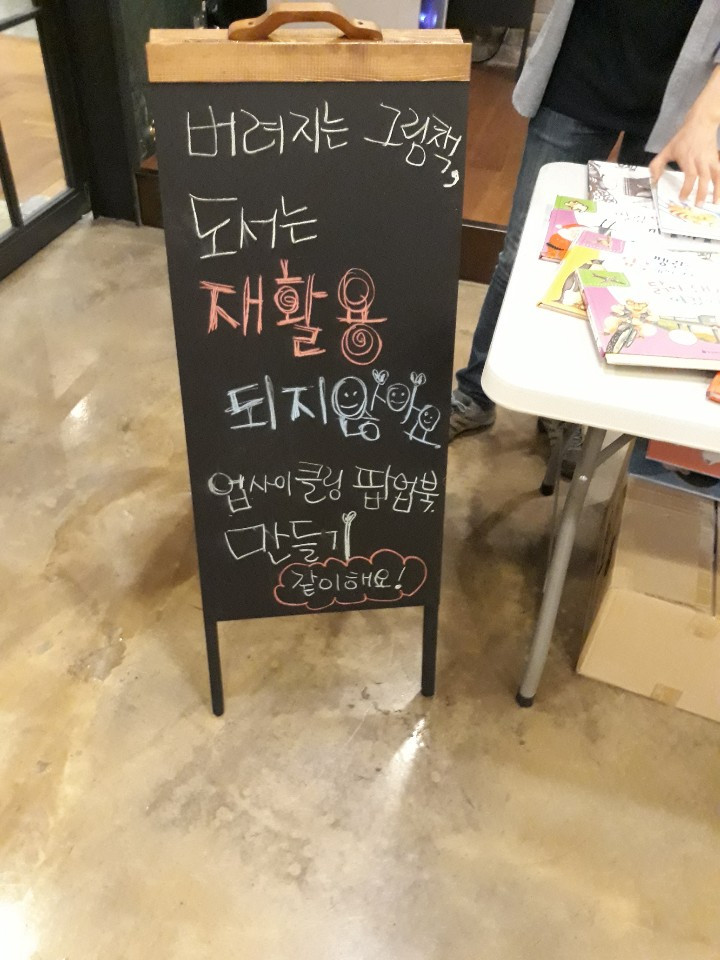 버려지는 그림책,
도서는
재활용
되지않아요
업사이클링 팝업북
만들기
같이해요!